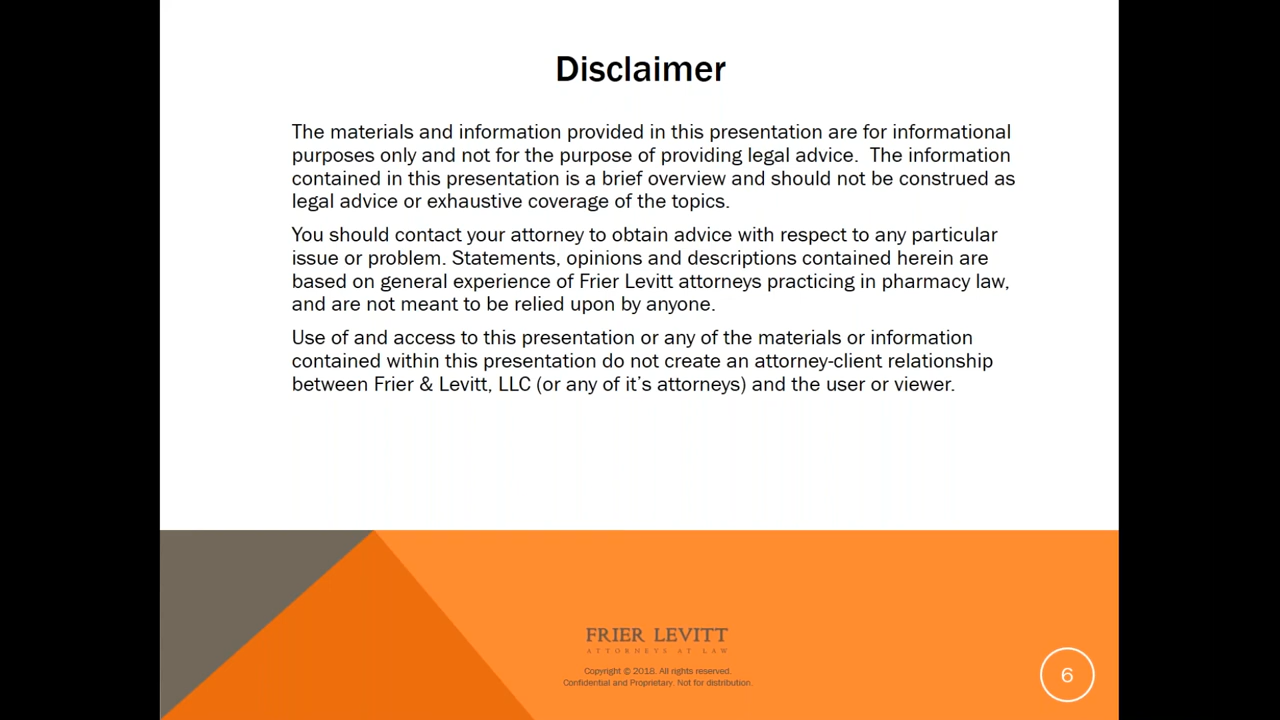 Disclaimer
The materials and information provided in this presentation are for informational
purposes only and not for the purpose of providing legal advice.  The information
contained in this presentation is a brief overview and should not be construed as
legal advice or exhaustive coverage of the topics.
You should contact your attorney to obtain advice with respect to any particular
issue or problem. Statements, opinions and descriptions contained herein are
based on general experience of Frier Levitt attorneys practicing in pharmacy law,
and are not meant to be relied upon by anyone.
Use of and access to this presentation or any of the materials or information
contained within this presentation do not create an attorney-client relationship
between Frier & Levitt, LLC (or any of it’s attorneys) and the user or viewer.
FRIER LEVITT
ATTORNEYS AT LAW
Copyright © 2018. All rights reserved.
Confidential and Proprietary. Not for distribution.
6